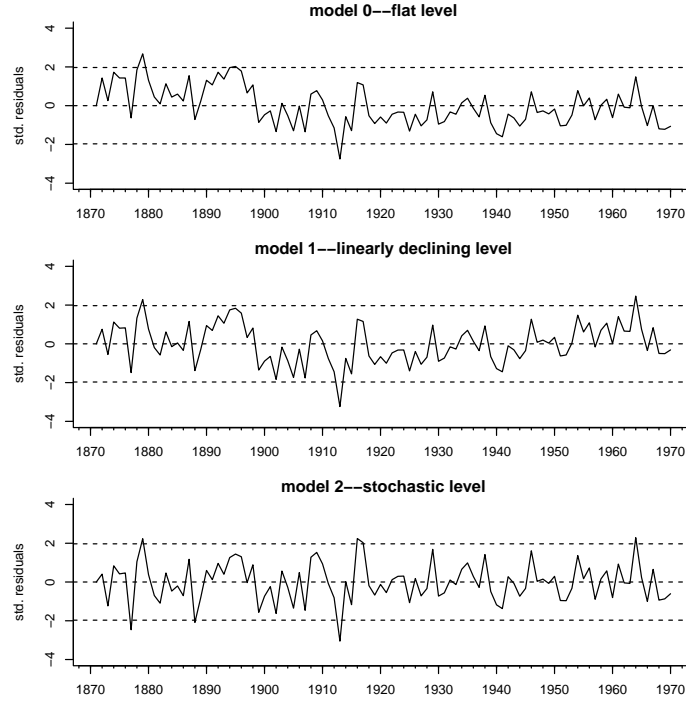 model 0−−flat level
4
2
0
−2
−4
std. residuals
1870 1880 1890 1900 1910 1920 1930 1940 1950 1960 1970
model 1−−linearly declining level
4
2
0
−2
−4
std. residuals
1870 1880 1890 1900 1910 1920 1930 1940 1950 1960 1970
model 2−−stochastic level
4
2
0
−2
−4
std. residuals
1870 1880 1890 1900 1910 1920 1930 1940 1950 1960 1970